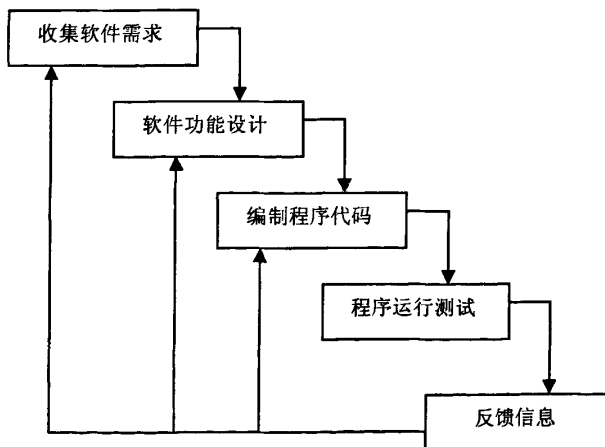 收集软件需求
软件功能设计
编制程序代码
程序运行测试
反馈信息